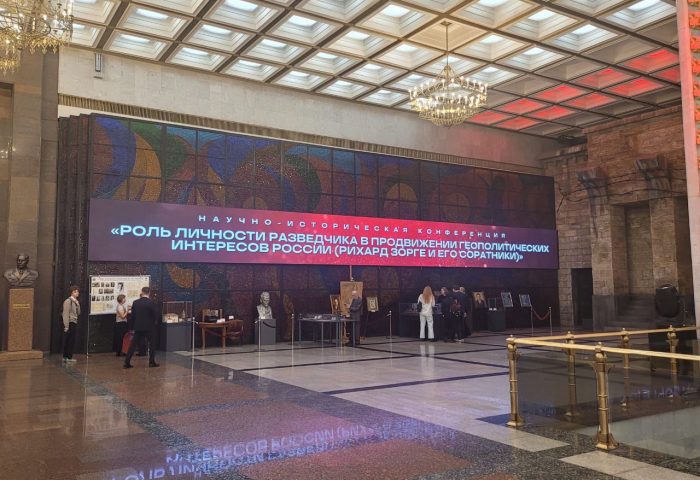 НАУЧНО-ИСТОРИЧЕСКАЯ КОНФЕРЕНЦИЯ
«РОЛЬ ЛИЧНОСТИ РАЗВЕДЧИКА В ПРОДВИЖЕНИИ ГЕОПОЛИТИЧЕСКИХ
ИНТЕРЕСОВ РОССИИ (РИХАРД ЗОРГЕ И ЕГО СОРАТНИКИ)»